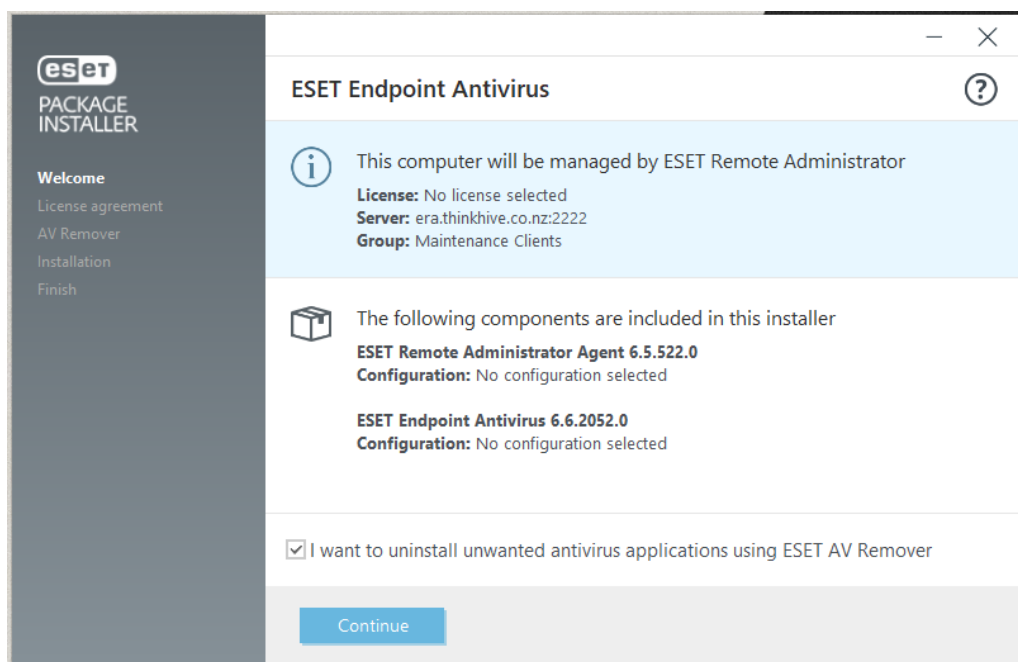 eset
PACKAGE
INSTALLER
Welcome
License agreement
AV Remover
Installation
Finish
ESET Endpoint Antivirus
?
i
This computer will be managed by ESET Remote Administrator
License: No license selected
Server: era.thinkhive.co.nz:2222
Group: Maintenance Clients
The following components are included in this installer
ESET Remote Administrator Agent 6.5.522.0
Configuration: No configuration selected
ESET Endpoint Antivirus 6.6.2052.0
Configuration: No configuration selected
I want to uninstall unwanted antivirus applications using ESET AV Remover
Continue